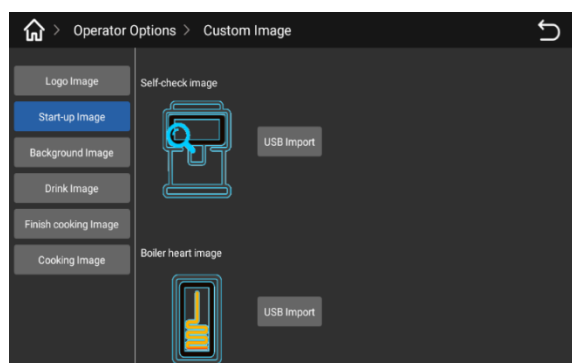 > Operator Options > Custom Image
Logo Image
Start-up Image
Background Image
Drink Image
Finish cooking Image
Cooking Image
Self-check image
USB Import
Boiler heart image
USB Import